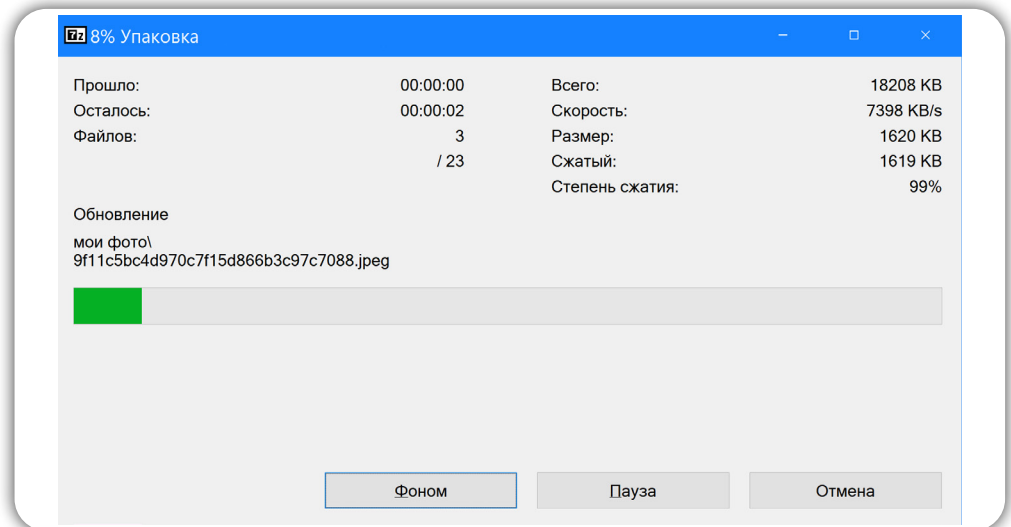 7z 8% Упаковка
Прошло: 00:00:00 Всего: 18208 KB
Осталось: 00:00:02 Скорость: 7398 KB/s
Файлов: 3 Размер: 1620 KB
/ 23 Сжатый: 1619 KB
Степень сжатия: 99%
Обновление
мои фото\
9f11c5bc4d970c7f15d866b3c97c7088.jpeg
Фоном Пауза Отмена